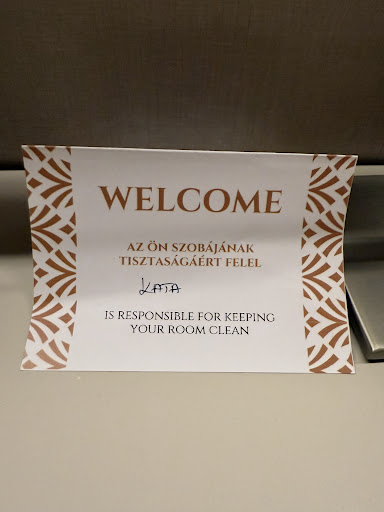 WELCOME
AZ ÖN SZOBÁJÁNAK
TISZTASÁGÁÉRT FELEL
KATA
IS RESPONSIBLE FOR KEEPING
YOUR ROOM CLEAN